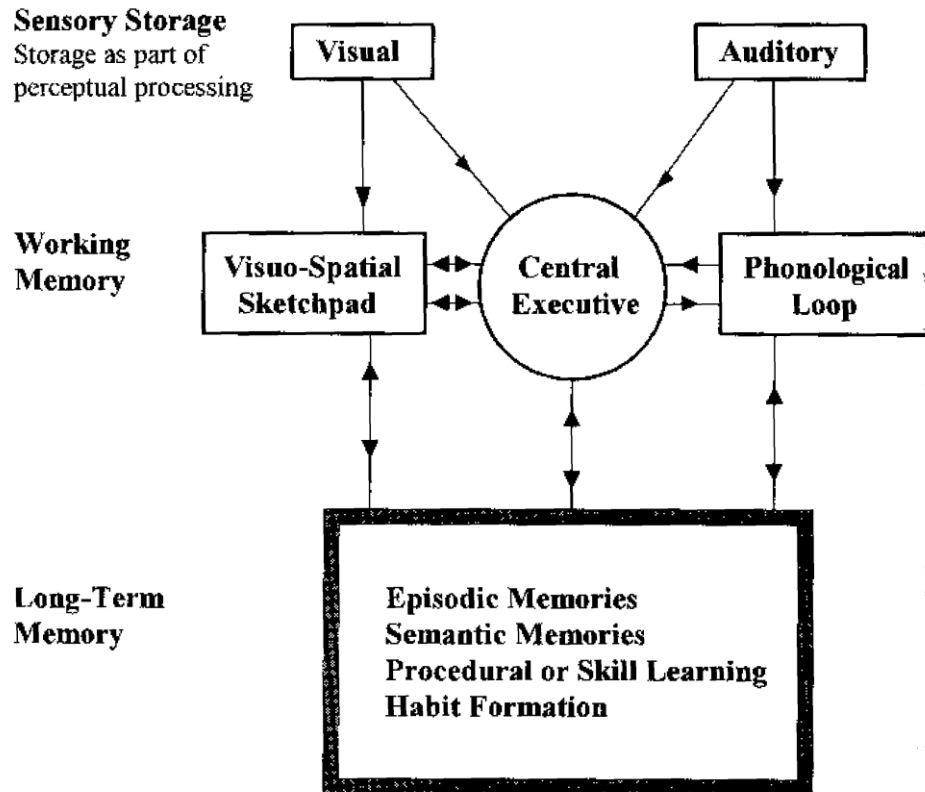 Sensory Storage
Storage as part of
perceptual processing
Visual
Auditory
Working
Memory
Visuo-Spatial
Sketchpad
Central
Executive
Phonological
Loop
Long-Term
Memory
Episodic Memories
Semantic Memories
Procedural or Skill Learning
Habit Formation